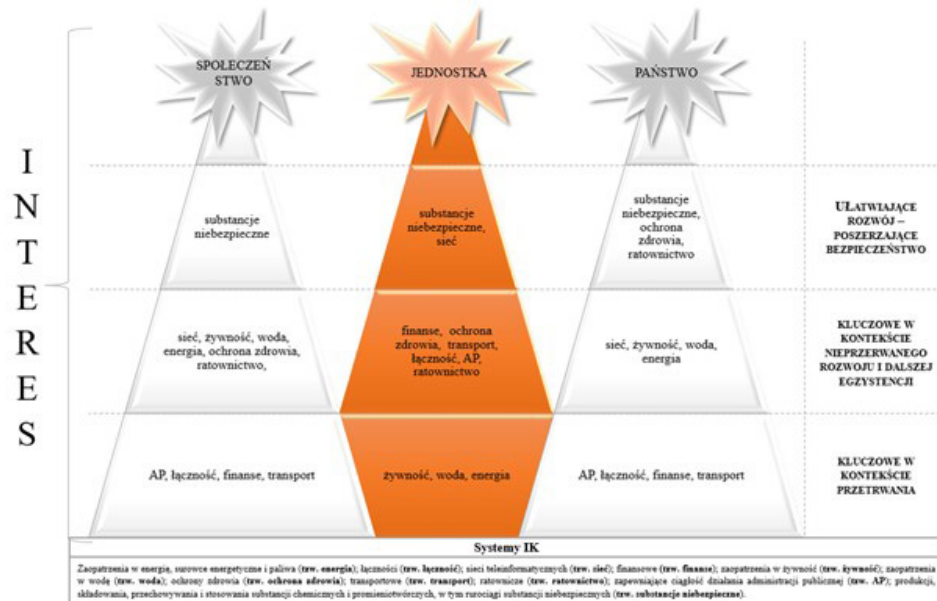 SPOŁECZEŃ
STWO
JEDNOSTKA
PAŃSTWO
INTERES
substancje
niebezpieczne
substancje
niebezpieczne,
sieć
substancje
niebezpieczne,
ochrona
zdrowia,
ratownictwo
UŁATWIAJĄCE
ROZWÓJ –
POSZERZAJĄCE
BEZPIECZEŃSTWO
sieć, żywność, woda,
energia, ochrona zdrowia,
ratownictwo,
finanse, ochrona
zdrowia, transport,
łączność, AP,
ratownictwo
sieć, żywność, woda,
energia
KLUCZOWE W
KONTEKŚCIE
NIEPRZERWANEGO
ROZWOJU I DALSZEJ
EGZYSTENCJI
AP, łączność, finanse, transport
żywność, woda, energia
AP, łączność, finanse, transport
KLUCZOWE W
KONTEKŚCIE
PRZETRWANIA
Systemy IK
Zaopatrzenia w energię, surowce energetyczne i paliwa (tzw. energia); łączności (tzw. łączność); sieci teleinformatycznych (tzw. sieć); finansowe (tzw. finanse); zaopatrzenia w żywność (tzw. żywność); zaopatrzenia
w wodę (tzw. woda); ochrony zdrowia (tzw. ochrona zdrowia); transportowe (tzw. transport); ratownicze (tzw. ratownictwo); zapewniające ciągłość działania administracji publicznej (tzw. AP); produkcji,
składowania, przechowywania i stosowania substancji chemicznych i promieniotwórczych, w tym rurociągi substancji niebezpiecznych (tzw. substancje niebezpieczne).